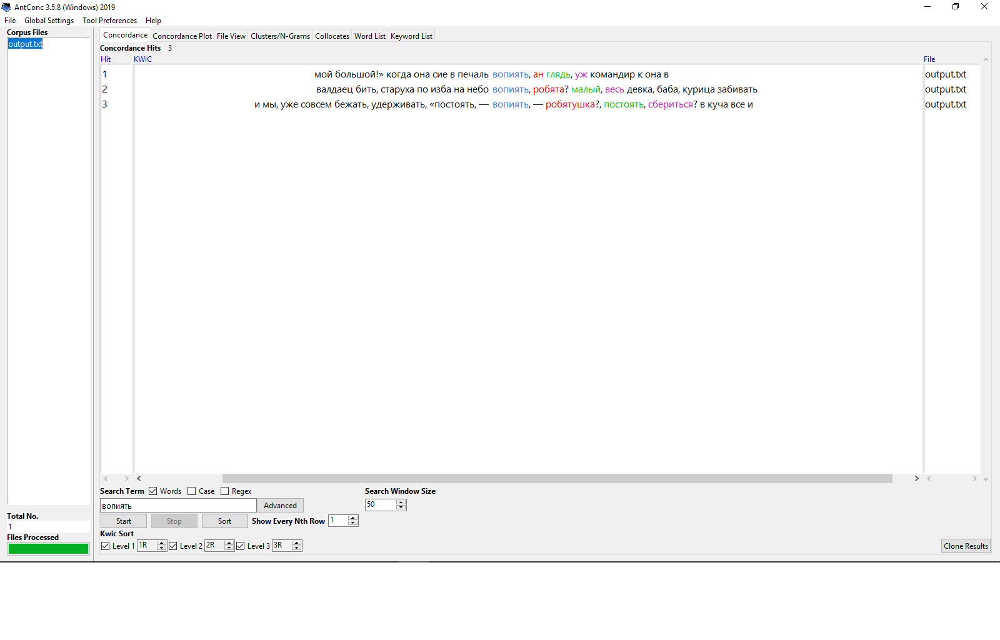 AntConc 3.5.8 (Windows) 2019
File Global Settings Tool Preferences Help
Corpus Files
output.txt
Concordance Concordance Plot File View Clusters/N-Grams Collocates Word List Keyword List
Concordance Hits 3
Hit KWIC File
1 мой большой!» когда она сие в печаль вопиять, ан глядь, уж командир к она в output.txt
2 валдаец бить, старуха по изба на небо вопиять, робята? малый, весь девка, баба, курица забивать output.txt
3 и мы, уже совсем бежать, удерживать, «постоять, — вопиять, — робятушка?, постоять, сбериться? в куча все и output.txt
Search Term Words Case Regex Search Window Size
вопиять Advanced 50
Start Stop Sort Show Every Nth Row 1
Kwic Sort
Level 1 1R Level 2 2R Level 3 3R Clone Results
Total No.
1
Files Processed